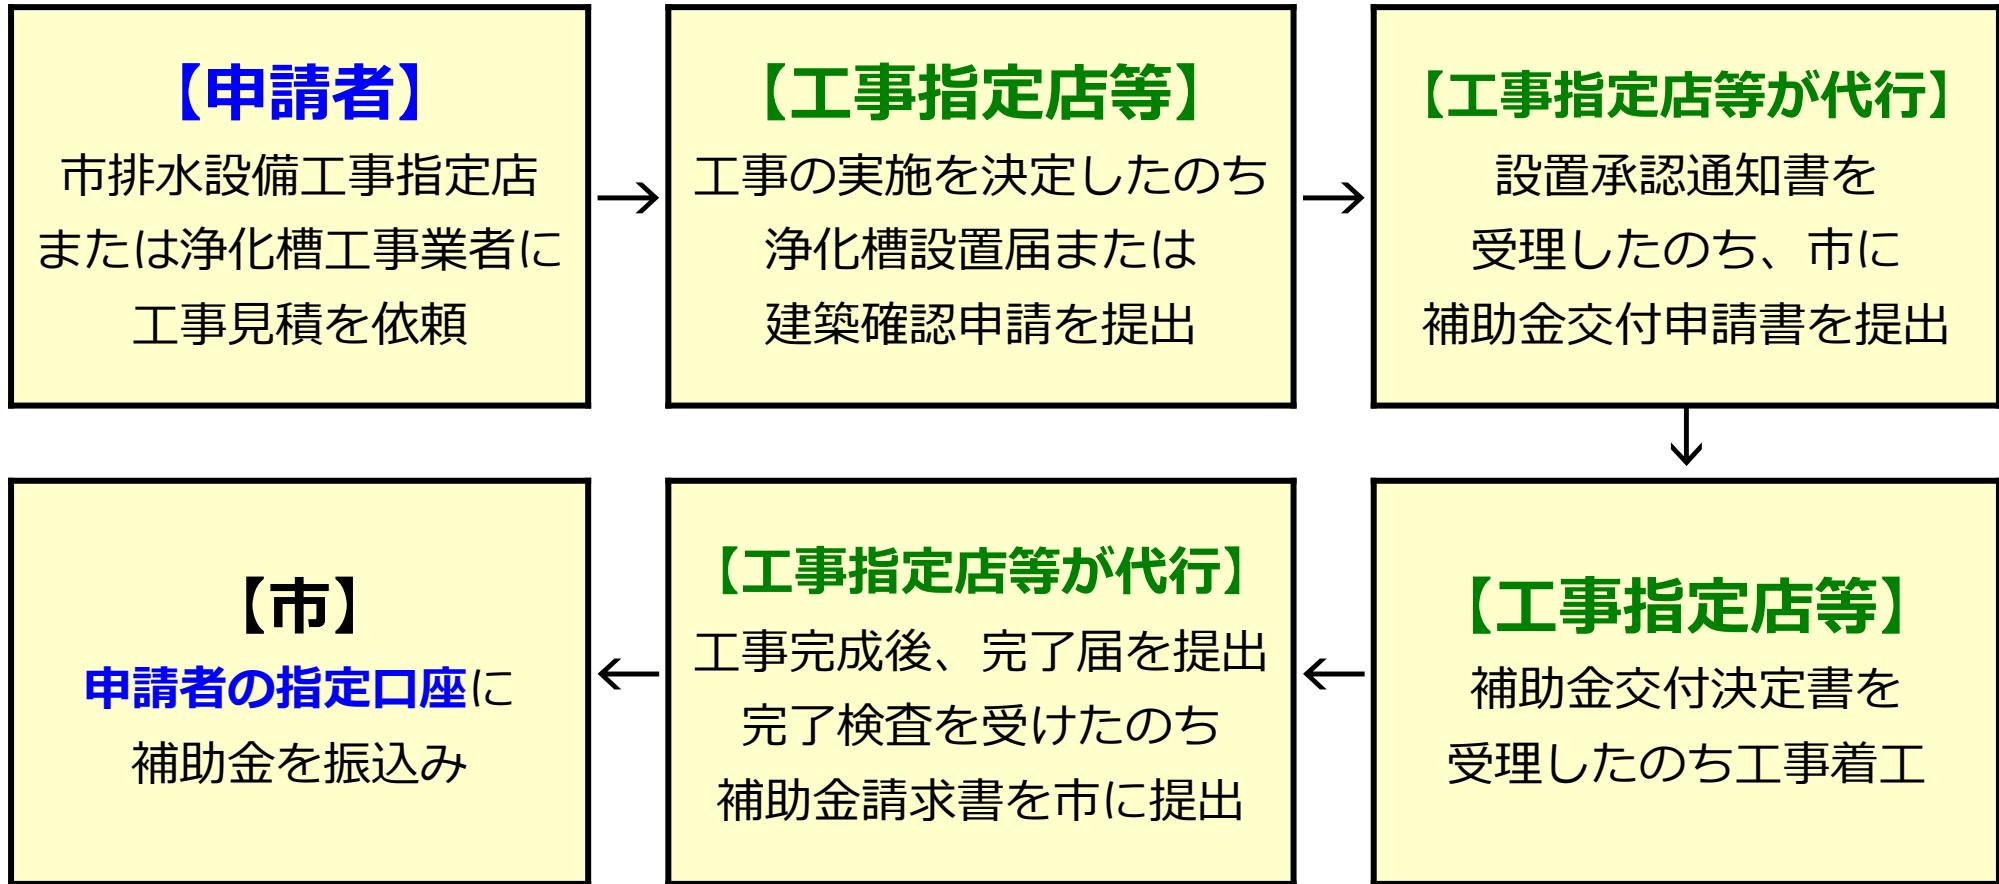 【申請者】
市排水設備工事指定店
または浄化槽工事業者に
工事見積を依頼
→
【工事指定店等】
工事の実施を決定したのち
浄化槽設置届または
建築確認申請を提出
→
【工事指定店等が代行】
設置承認通知書を
受理したのち、市に
補助金交付申請書を提出
↓
【工事指定店等】
補助金交付決定書を
受理したのち工事着工
←
【工事指定店等が代行】
工事完成後、完了届を提出
完了検査を受けたのち
補助金請求書を市に提出
←
【市】
申請者の指定口座に
補助金を振込み